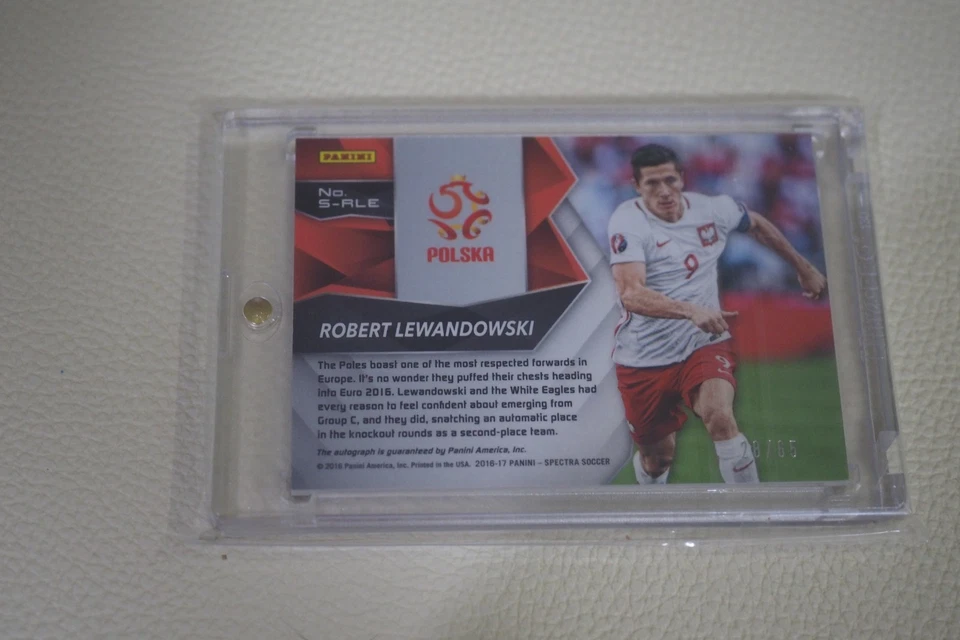 PANINI
No.
S-RLE
POLSKA
ROBERT LEWANDOWSKI
The Poles boast one of the most respected forwards in
Europe. It's no wonder they puffed their chests heading
into Euro 2016. Lewandowski and the White Eagles had
every reason to feel confident about emerging from
Group C, and they did, snatching an automatic place
in the knockout rounds as a second-place team.
The autograph is guaranteed by Panini America, Inc.
© 2016 Panini America, Inc. Printed in the USA. 2016-17 PANINI – SPECTRA SOCCER
9
9
/65